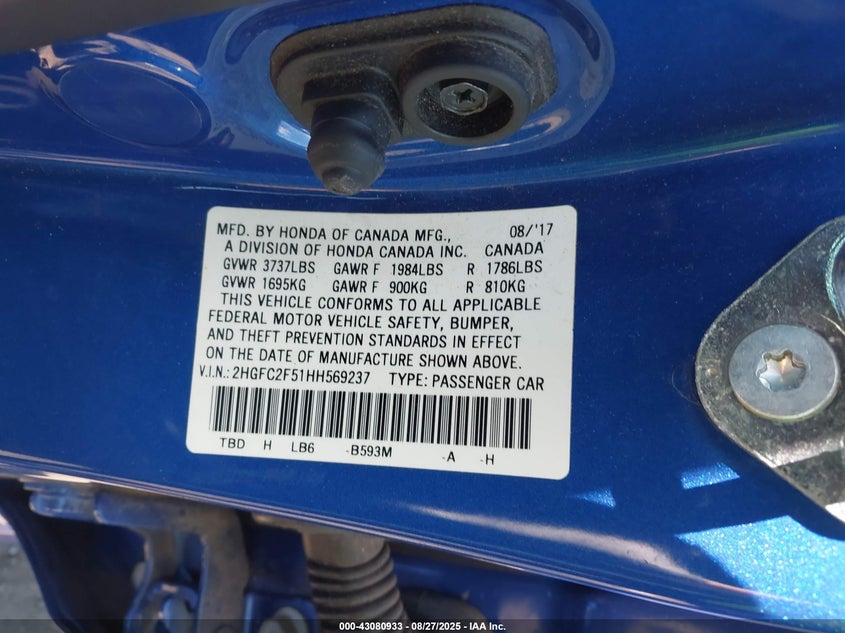 MFD. BY HONDA OF CANADA MFG., 08/'17
A DIVISION OF HONDA CANADA INC. CANADA
GVWR 3737LBS GAWR F 1984LBS R 1786LBS
GVWR 1695KG GAWR F 900KG R 810KG
THIS VEHICLE CONFORMS TO ALL APPLICABLE
FEDERAL MOTOR VEHICLE SAFETY, BUMPER,
AND THEFT PREVENTION STANDARDS IN EFFECT
ON THE DATE OF MANUFACTURE SHOWN ABOVE.
V.I.N.: 2HGFC2F51HH569237 TYPE: PASSENGER CAR
TBD H LB6 -B593M -A -H
000-43080933 - 08/27/2025 - IAA Inc.